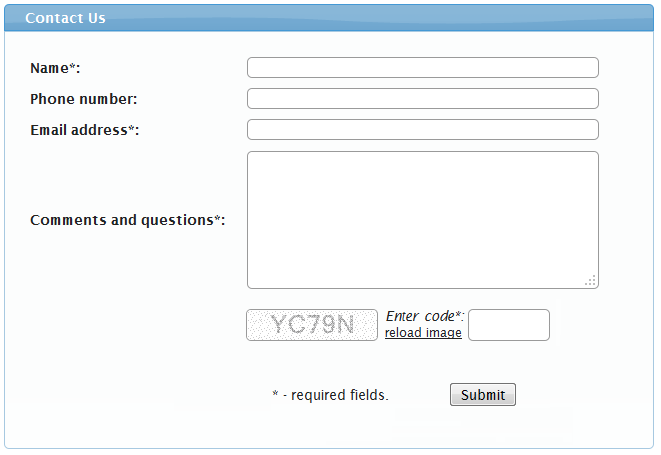 Contact Us
Name*:
Phone number:
Email address*:
Comments and questions*:
YC79N Enter code*:
reload image
* - required fields. Submit